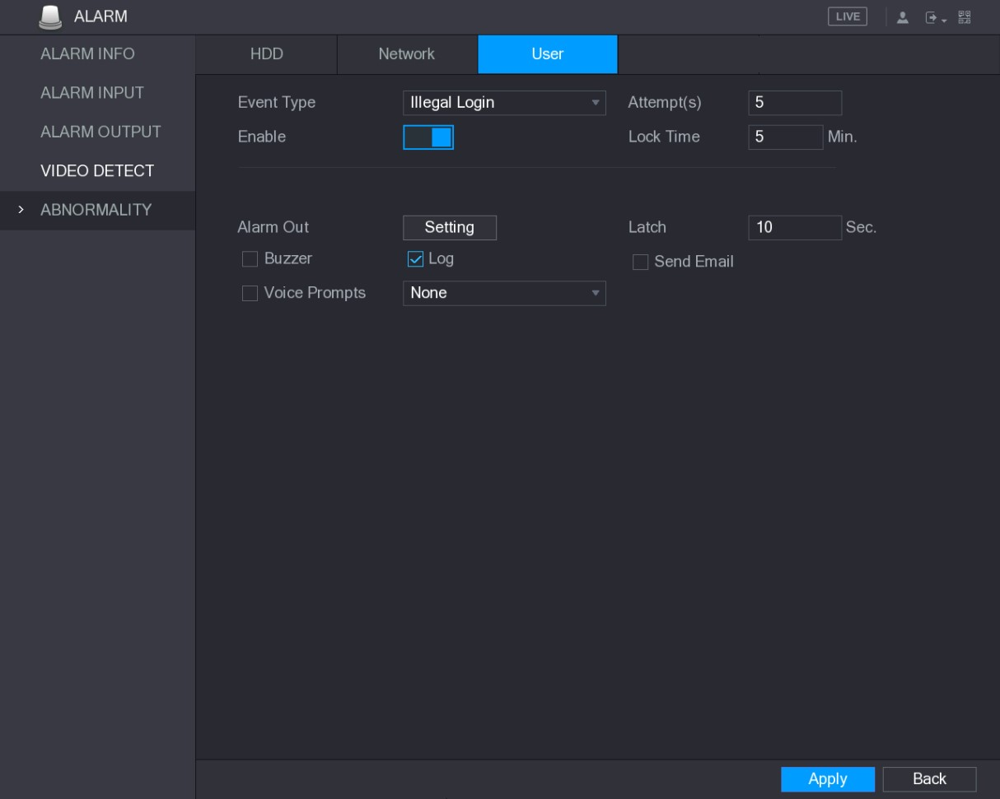 ALARM
LIVE
ALARM INFO
ALARM INPUT
ALARM OUTPUT
VIDEO DETECT
ABNORMALITY
HDD Network User
Event Type Illegal Login Attempt(s) 5
Enable Lock Time 5 Min.
Alarm Out Setting Latch 10 Sec.
Buzzer Log Send Email
Voice Prompts None
Apply Back